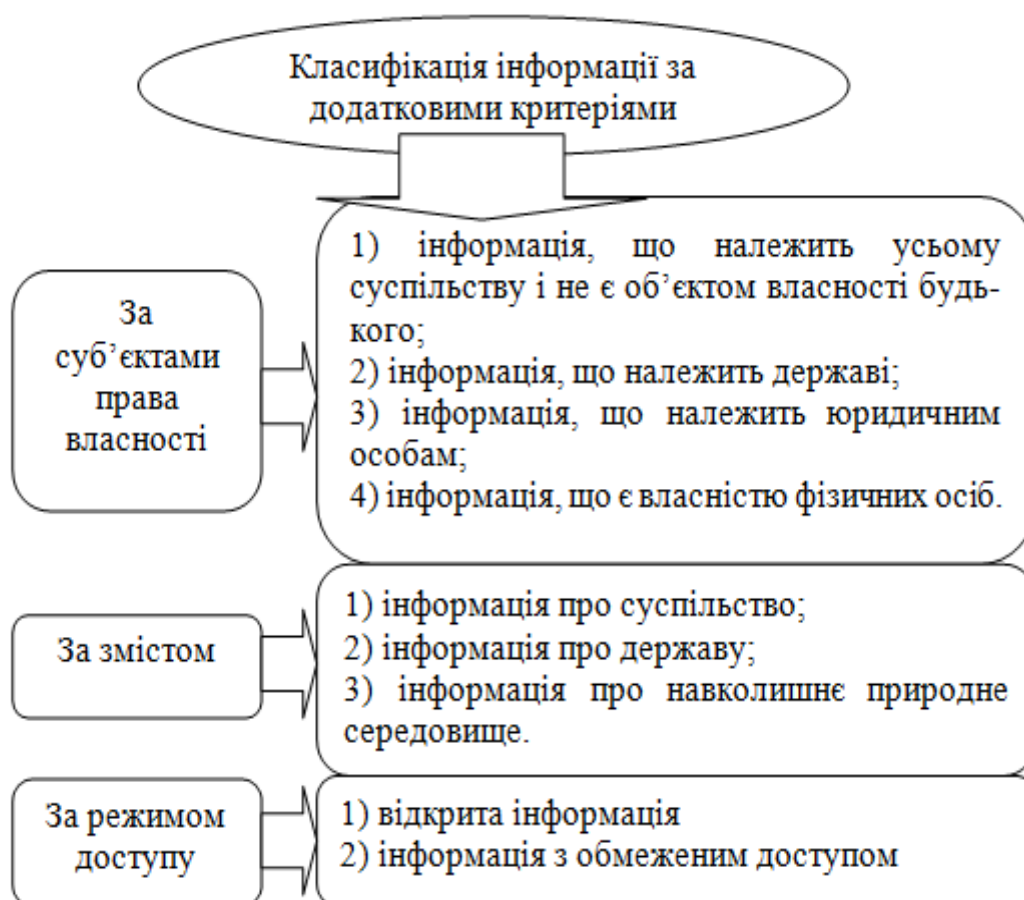 Класифікація інформації за
додатковими критеріями
За
суб’єктами
права
власності
1) інформація, що належить усьому
суспільству і не є об’єктом власності будь-
кого;
2) інформація, що належить державі;
3) інформація, що належить юридичним
особам;
4) інформація, що є власністю фізичних осіб.
За змістом
1) інформація про суспільство;
2) інформація про державу;
3) інформація про навколишнє природне
середовище.
За режимом
доступу
1) відкрита інформація
2) інформація з обмеженим доступом